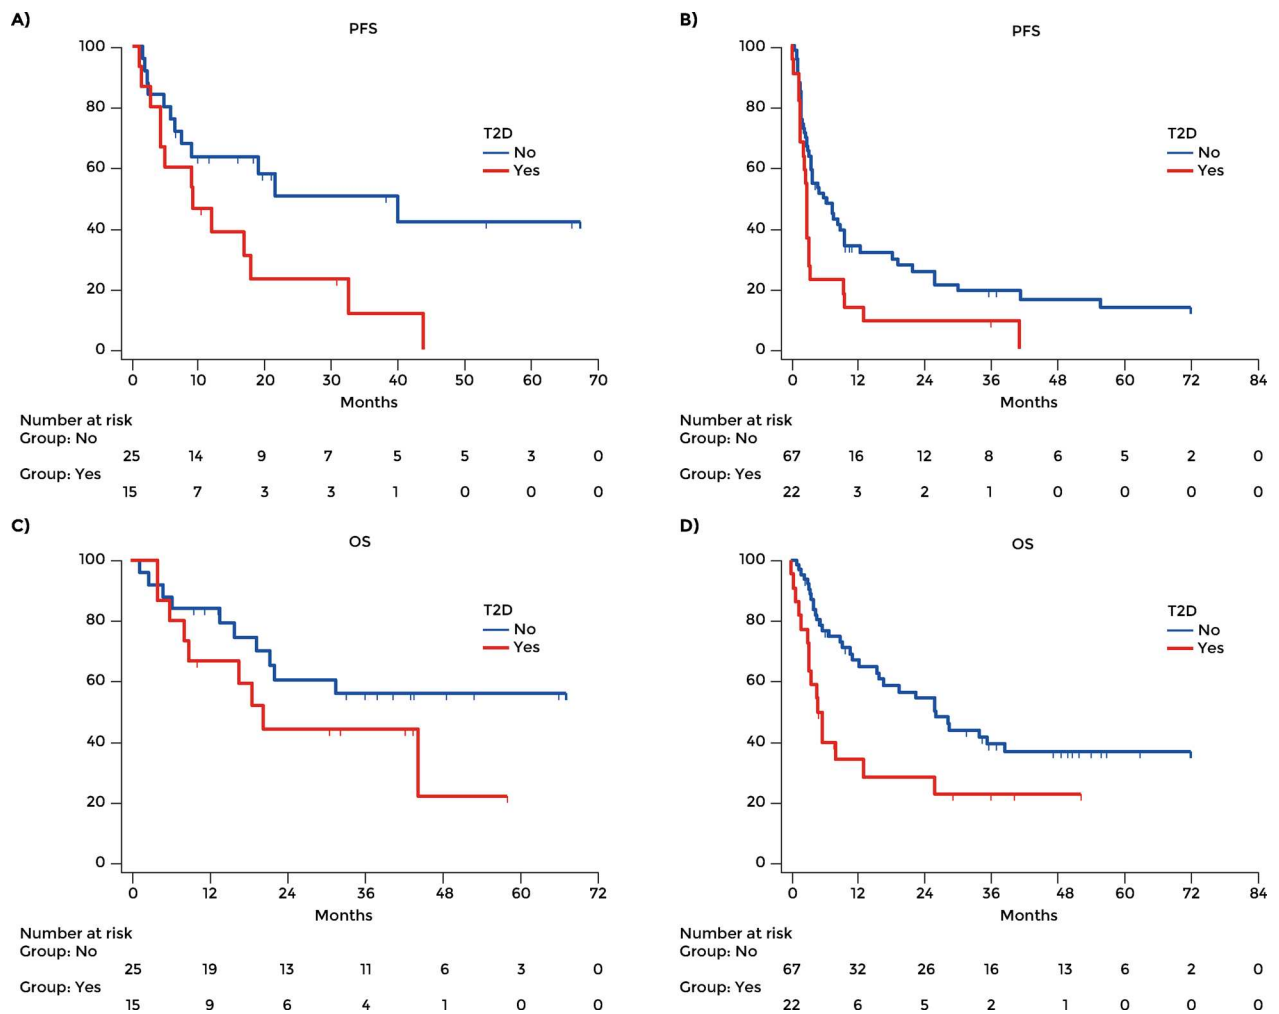 A)
PFS
100
80
60
40
20
0
T2D
No
Yes
0 10 20 30 40 50 60 70
Months
Number at risk
Group: No
25 14 9 7 5 5 3 0
Group: Yes
15 7 3 3 1 0 0 0
B)
PFS
100
80
60
40
20
0
T2D
No
Yes
0 12 24 36 48 60 72 84
Months
Number at risk
Group: No
67 16 12 8 6 5 2 0
Group: Yes
22 3 2 1 0 0 0 0
C)
OS
100
80
60
40
20
0
T2D
No
Yes
0 12 24 36 48 60 72
Months
Number at risk
Group: No
25 19 13 11 6 3 0
Group: Yes
15 9 6 4 1 0 0
D)
OS
100
80
60
40
20
0
T2D
No
Yes
0 12 24 36 48 60 72 84
Months
Number at risk
Group: No
67 32 26 16 13 6 2 0
Group: Yes
22 6 5 2 1 0 0 0